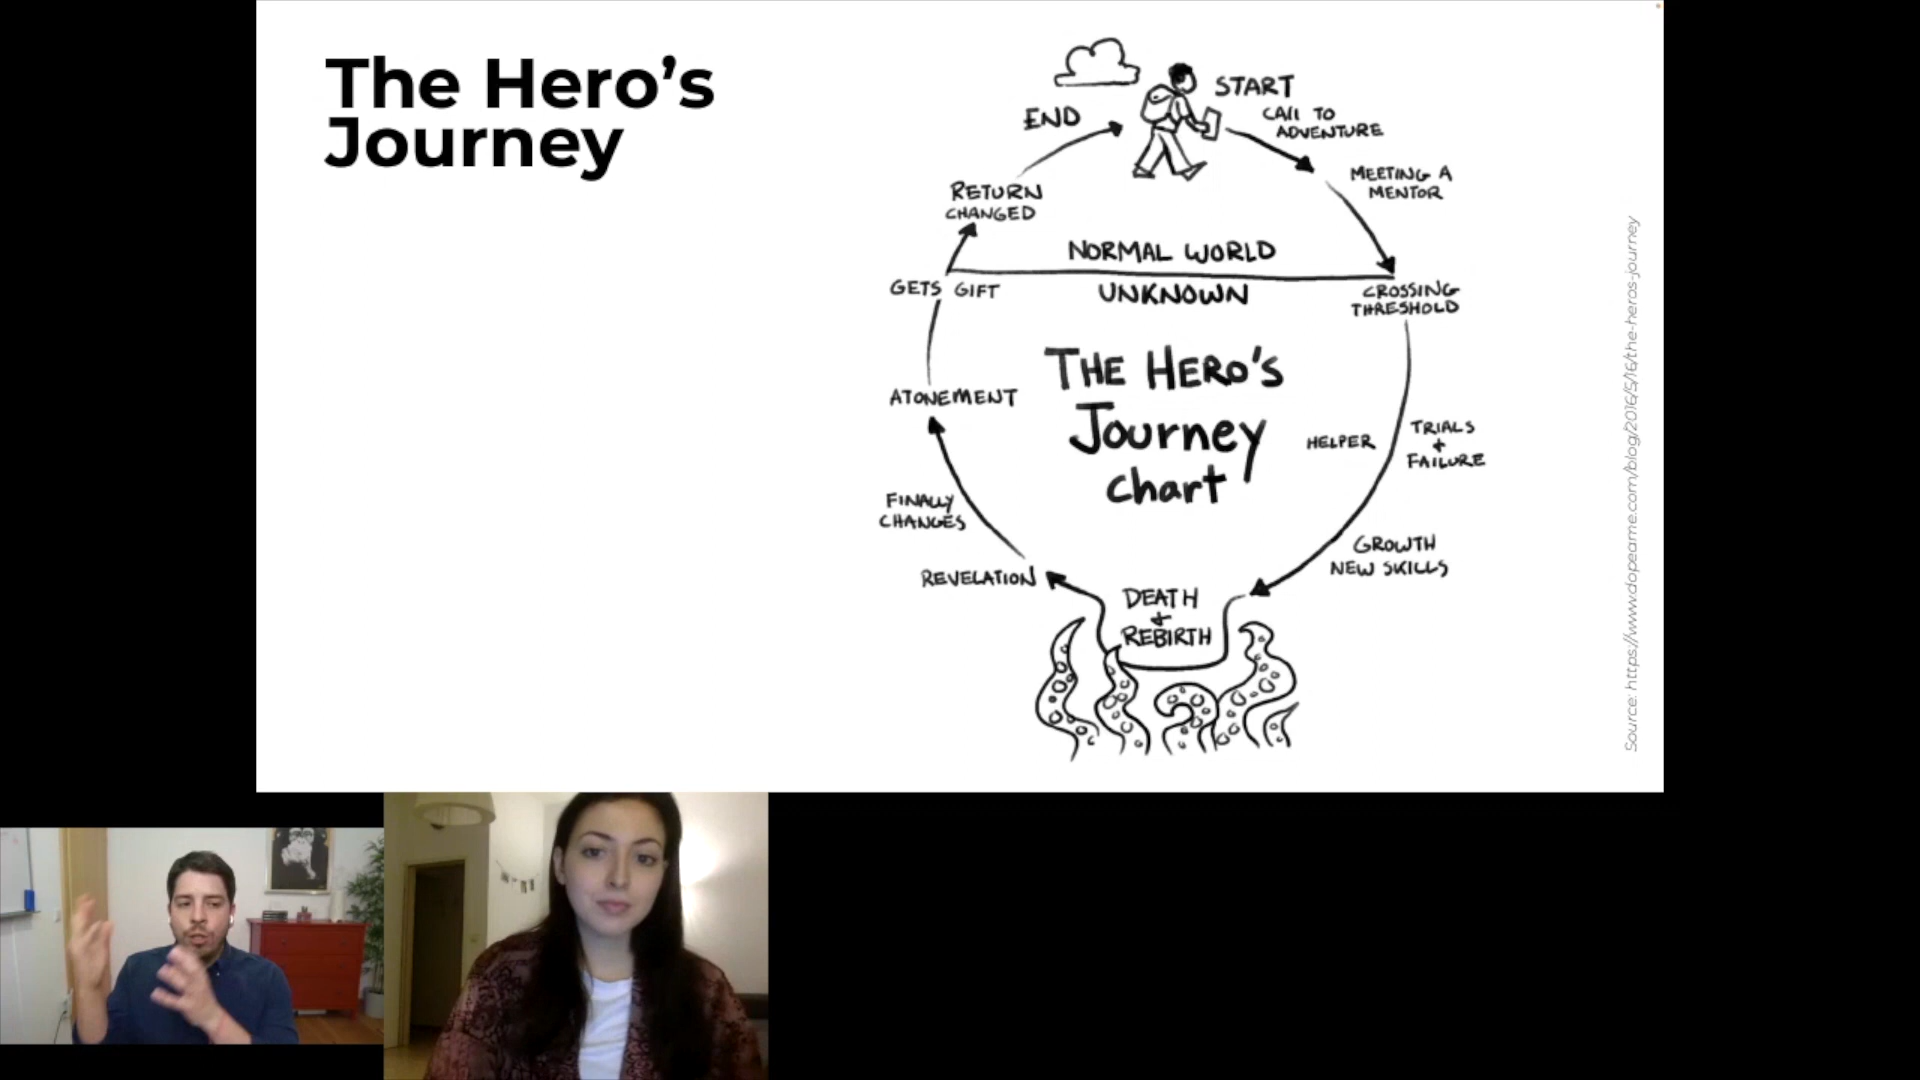 The Hero's
Journey
START
CAll TO
ADVENTURE
END
MEETING A
MENTOR
RETURN
CHANGED
NORMAL WORLD
GETS GIFT
UNKNOWN
CROSSING
THRESHOLD
THE HERO'S
Journey
chart
ATONEMENT
HELPER
TRIALS
+
FAILURE
FINALLY
CHANGES
GROWTH
NEW SKILLS
REVELATION
DEATH
+
REBIRTH
Source: https://www.dopeame.com/blog/2016/5/16/the-heros-journey